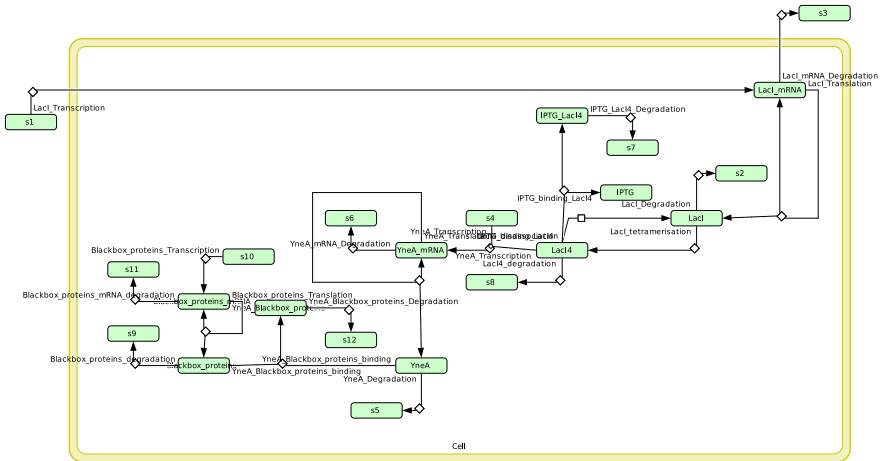 s3
LacI_mRNA_Degradation
LacI_Translation
LacI_mRNA
LacI_Transcription
s1
IPTG_LacI4
IPTG_LacI4_Degradation
s7
s2
IPTG
IPTG_binding_LacI4
LacI_Degradation
s6
s4
LacI
LacI_tetramerisation
YneA_mRNA_Degradation
YneA_mRNA
YneA_Transcription
LacI4
LacI4_degradation
Blackbox_proteins_Transcription
s10
s11
s8
Blackbox_proteins_mRNA_degradation
Blackbox_proteins_Translation
YneA_Blackbox_proteins_Degradation
s9
s12
Blackbox_proteins_degradation
YneA_Blackbox_proteins_binding
YneA_Blackbox_proteins_binding
YneA
YneA_Degradation
s5
Cell